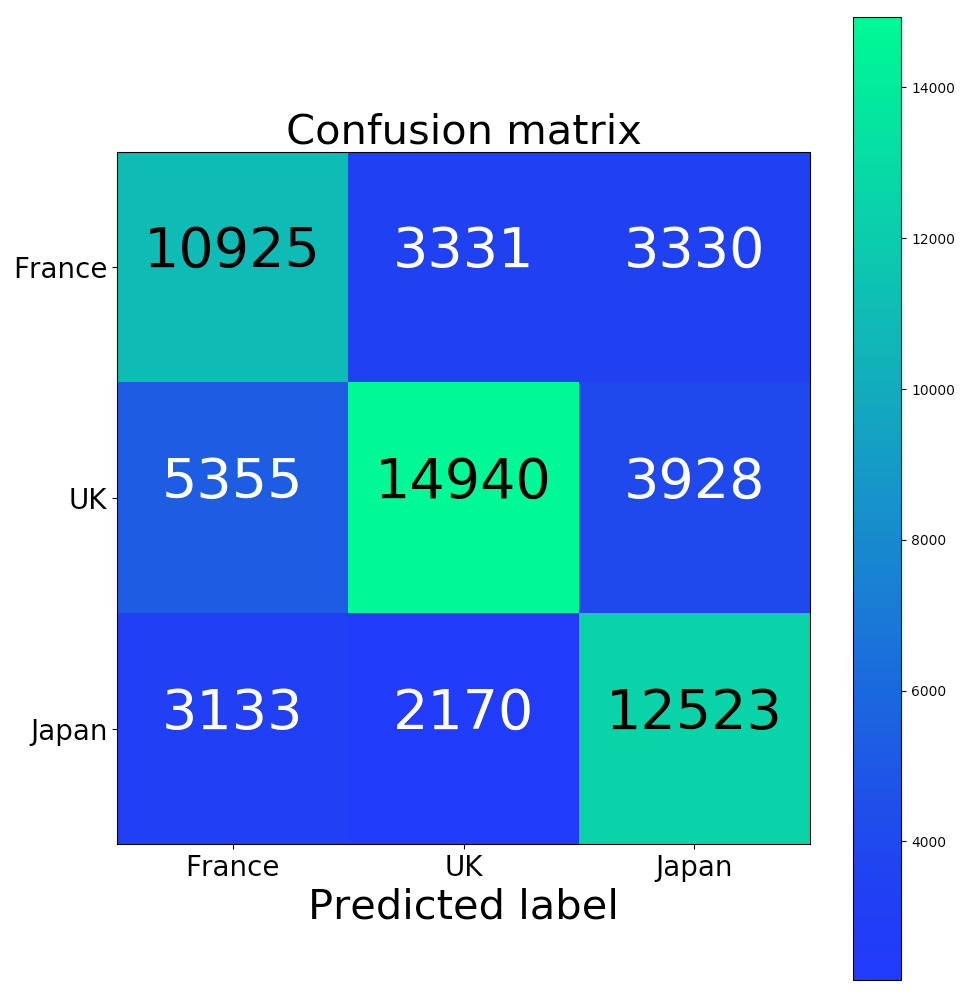 Confusion matrix
France 10925 3331 3330
UK 5355 14940 3928
Japan 3133 2170 12523
France UK Japan
Predicted label
14000
12000
10000
8000
6000
4000